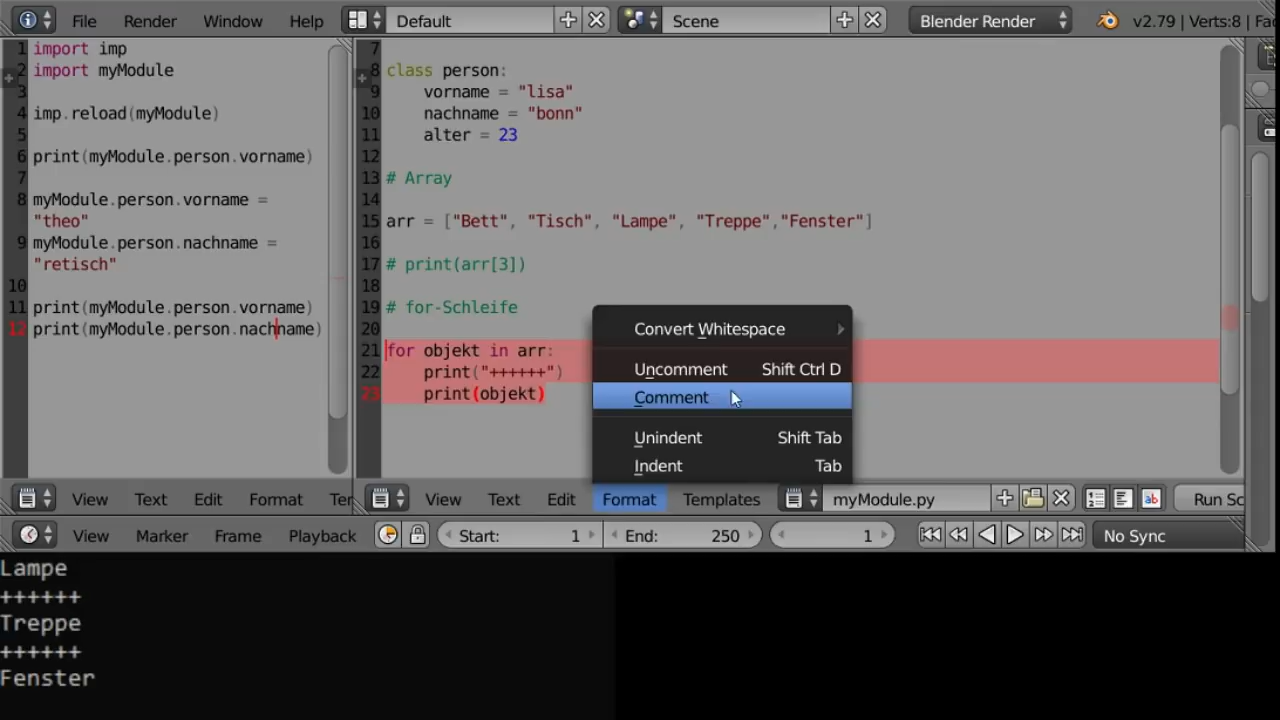 File Render Window Help Default Scene Blender Render v2.79 | Verts:8 |
1 import imp
2 import myModule
3
4 imp.reload(myModule)
5
6 print(myModule.person.vorname)
7
8 myModule.person.vorname =
"theo"
9 myModule.person.nachname =
"retisch"
10
11 print(myModule.person.vorname)
12 print(myModule.person.nachname)
7
8 class person:
9 vorname = "lisa"
10 nachname = "bonn"
11 alter = 23
12
13 # Array
14
15 arr = ["Bett", "Tisch", "Lampe", "Treppe","Fenster"]
16
17 # print(arr[3])
18
19 # for-Schleife
20
21 for objekt in arr:
22 print("++++++")
23 print(objekt)
Convert Whitespace
Uncomment Shift Ctrl D
Comment
Unindent Shift Tab
Indent Tab
View Text Edit Format
View Text Edit Format Templates myModule.py Run Sc
View Marker Frame Playback Start: 1 End: 250 1 No Sync
Lampe
++++++
Treppe
++++++
Fenster